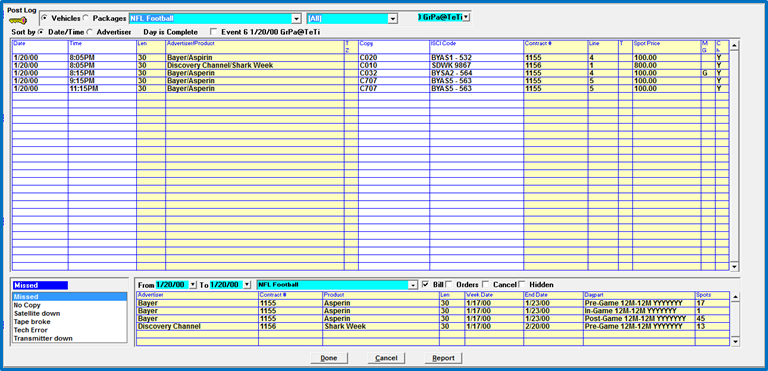 Post Log
Vehicles Packages NFL Football [All] ) GrPa@TeTi
Sort by Date/Time Advertiser Day is Complete Event 6 1/20/00 GrPa@TeTi
Date Time Len Advertiser/Product T Z Copy ISCI Code Contract # Line T Spot Price M G C h
1/20/00 8:05PM 30 Bayer/Aspirin C020 BYAS1 - 532 1155 4 100.00 Y
1/20/00 8:05PM 30 Discovery Channel/Shark Week C010 SDWK 9867 1156 1 800.00 Y
1/20/00 8:15PM 30 Bayer/Asperin C032 BYSA2 - 564 1155 4 100.00 G Y
1/20/00 9:15PM 30 Bayer/Asperin C707 BYAS5 - 563 1155 5 100.00 Y
1/20/00 11:15PM 30 Bayer/Asperin C707 BYAS5 - 563 1155 5 100.00 Y
Missed From 1/20/00 To 1/20/00 NFL Football Bill Orders Cancel Hidden
Missed
No Copy
Satellite down
Tape broke
Tech Error
Transmitter down
Advertiser Contract # Product Len Week Date End Date Daypart Spots
Bayer 1155 Asperin 30 1/17/00 1/23/00 Pre-Game 12M-12M YYYYYYY 17
Bayer 1155 Asperin 30 1/17/00 1/23/00 In-Game 12M-12M YYYYYYY 1
Bayer 1155 Asperin 30 1/17/00 1/23/00 Post-Game 12M-12M YYYYYYY 45
Discovery Channel 1156 Shark Week 30 1/17/00 2/20/00 Pre-Game 12M-12M YYYYYYY 13
Done Cancel Report